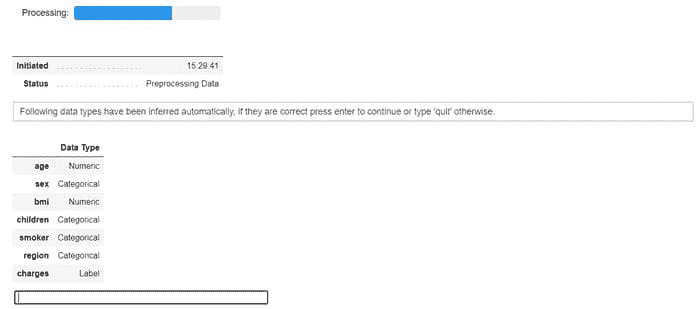 Processing:
Initiated . . . . . . . . . . . . . . . . . . 15:29:41
Status . . . . . . . . . . . . . . . . . . Preprocessing Data
Following data types have been inferred automatically, if they are correct press enter to continue or type 'quit' otherwise.
Data Type
age Numeric
sex Categorical
bmi Numeric
children Categorical
smoker Categorical
region Categorical
charges Label